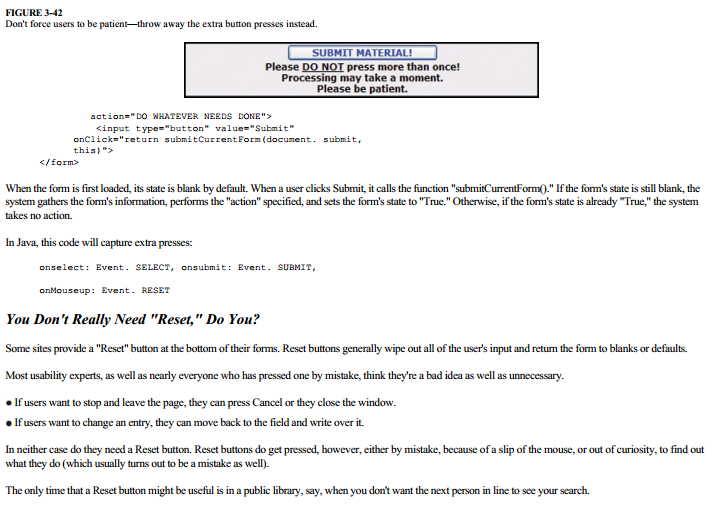 FIGURE 3-42
Don't force users to be patient—throw away the extra button presses instead.
SUBMIT MATERIAL!
Please DO NOT press more than once!
Processing may take a moment.
Please be patient.
action="DO WHATEVER NEEDS DONE">
<input type="button" value="Submit"
onClick="return submitCurrentForm(document. submit,
this)">
</form>
When the form is first loaded, its state is blank by default. When a user clicks Submit, it calls the function "submitCurrentForm()." If the form's state is still blank, the
system gathers the form's information, performs the "action" specified, and sets the form's state to "True." Otherwise, if the form's state is already "True," the system
takes no action.
In Java, this code will capture extra presses:
onselect: Event. SELECT, onsubmit: Event. SUBMIT,
onMouseup: Event. RESET
You Don't Really Need "Reset," Do You?
Some sites provide a "Reset" button at the bottom of their forms. Reset buttons generally wipe out all of the user's input and return the form to blanks or defaults.
Most usability experts, as well as nearly everyone who has pressed one by mistake, think they're a bad idea as well as unnecessary.
● If users want to stop and leave the page, they can press Cancel or they close the window.
● If users want to change an entry, they can move back to the field and write over it.
In neither case do they need a Reset button. Reset buttons do get pressed, however, either by mistake, because of a slip of the mouse, or out of curiosity, to find out
what they do (which usually turns out to be a mistake as well).
The only time that a Reset button might be useful is in a public library, say, when you don't want the next person in line to see your search.